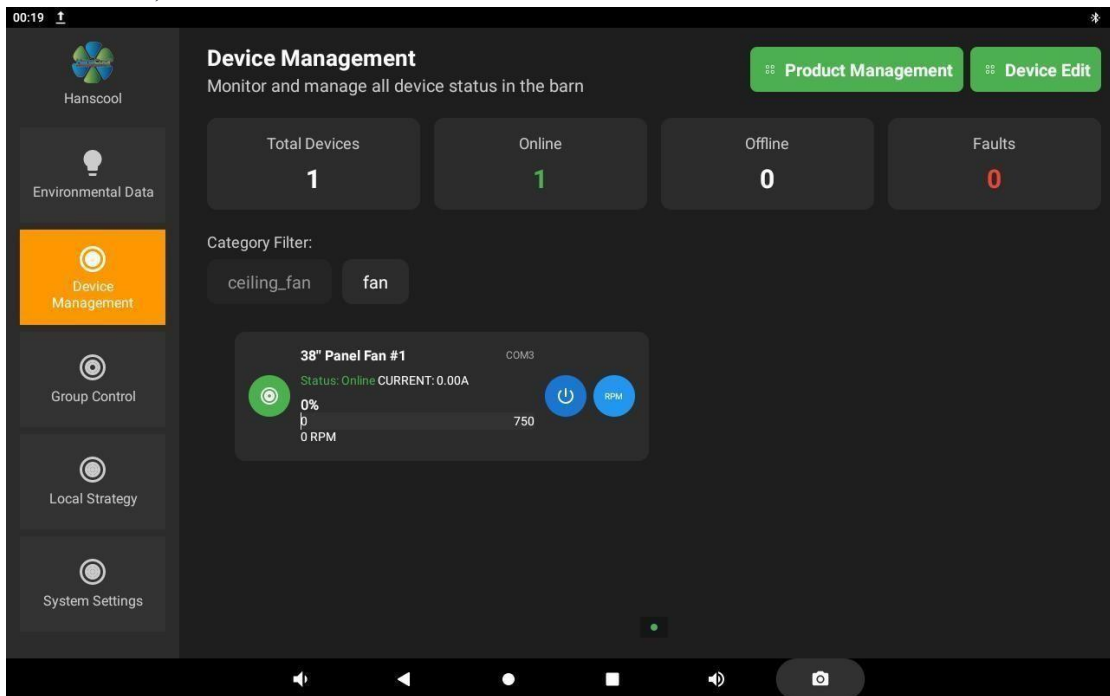 00:19
Hanscool
Environmental Data
Device
Management
Group Control
Local Strategy
System Settings
Device Management
Monitor and manage all device status in the barn
Product Management
Device Edit
Total Devices
1
Online
1
Offline
0
Faults
0
Category Filter:
ceiling_fan
fan
38" Panel Fan #1
COM3
Status: Online CURRENT: 0.00A
0%
0
750
0 RPM
RPM